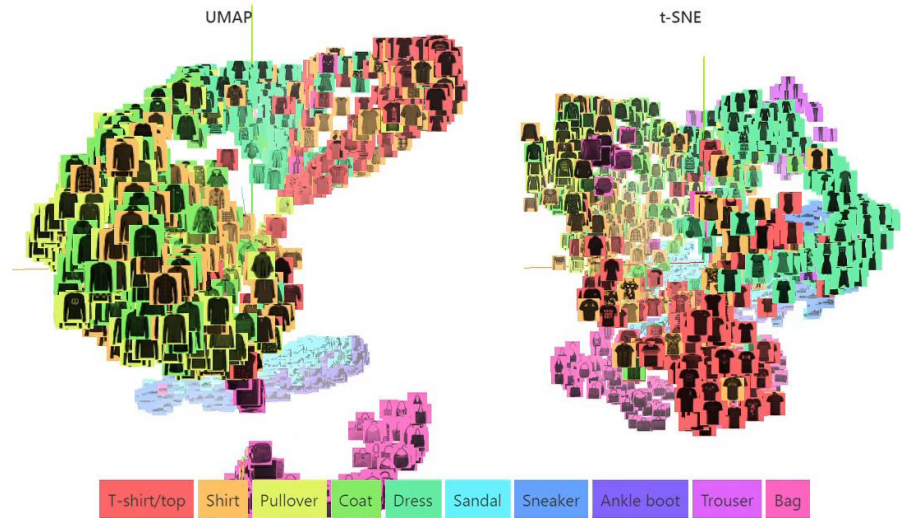 UMAP
t-SNE
T-shirt/top Shirt Pullover Coat Dress Sandal Sneaker Ankle boot Trouser Bag